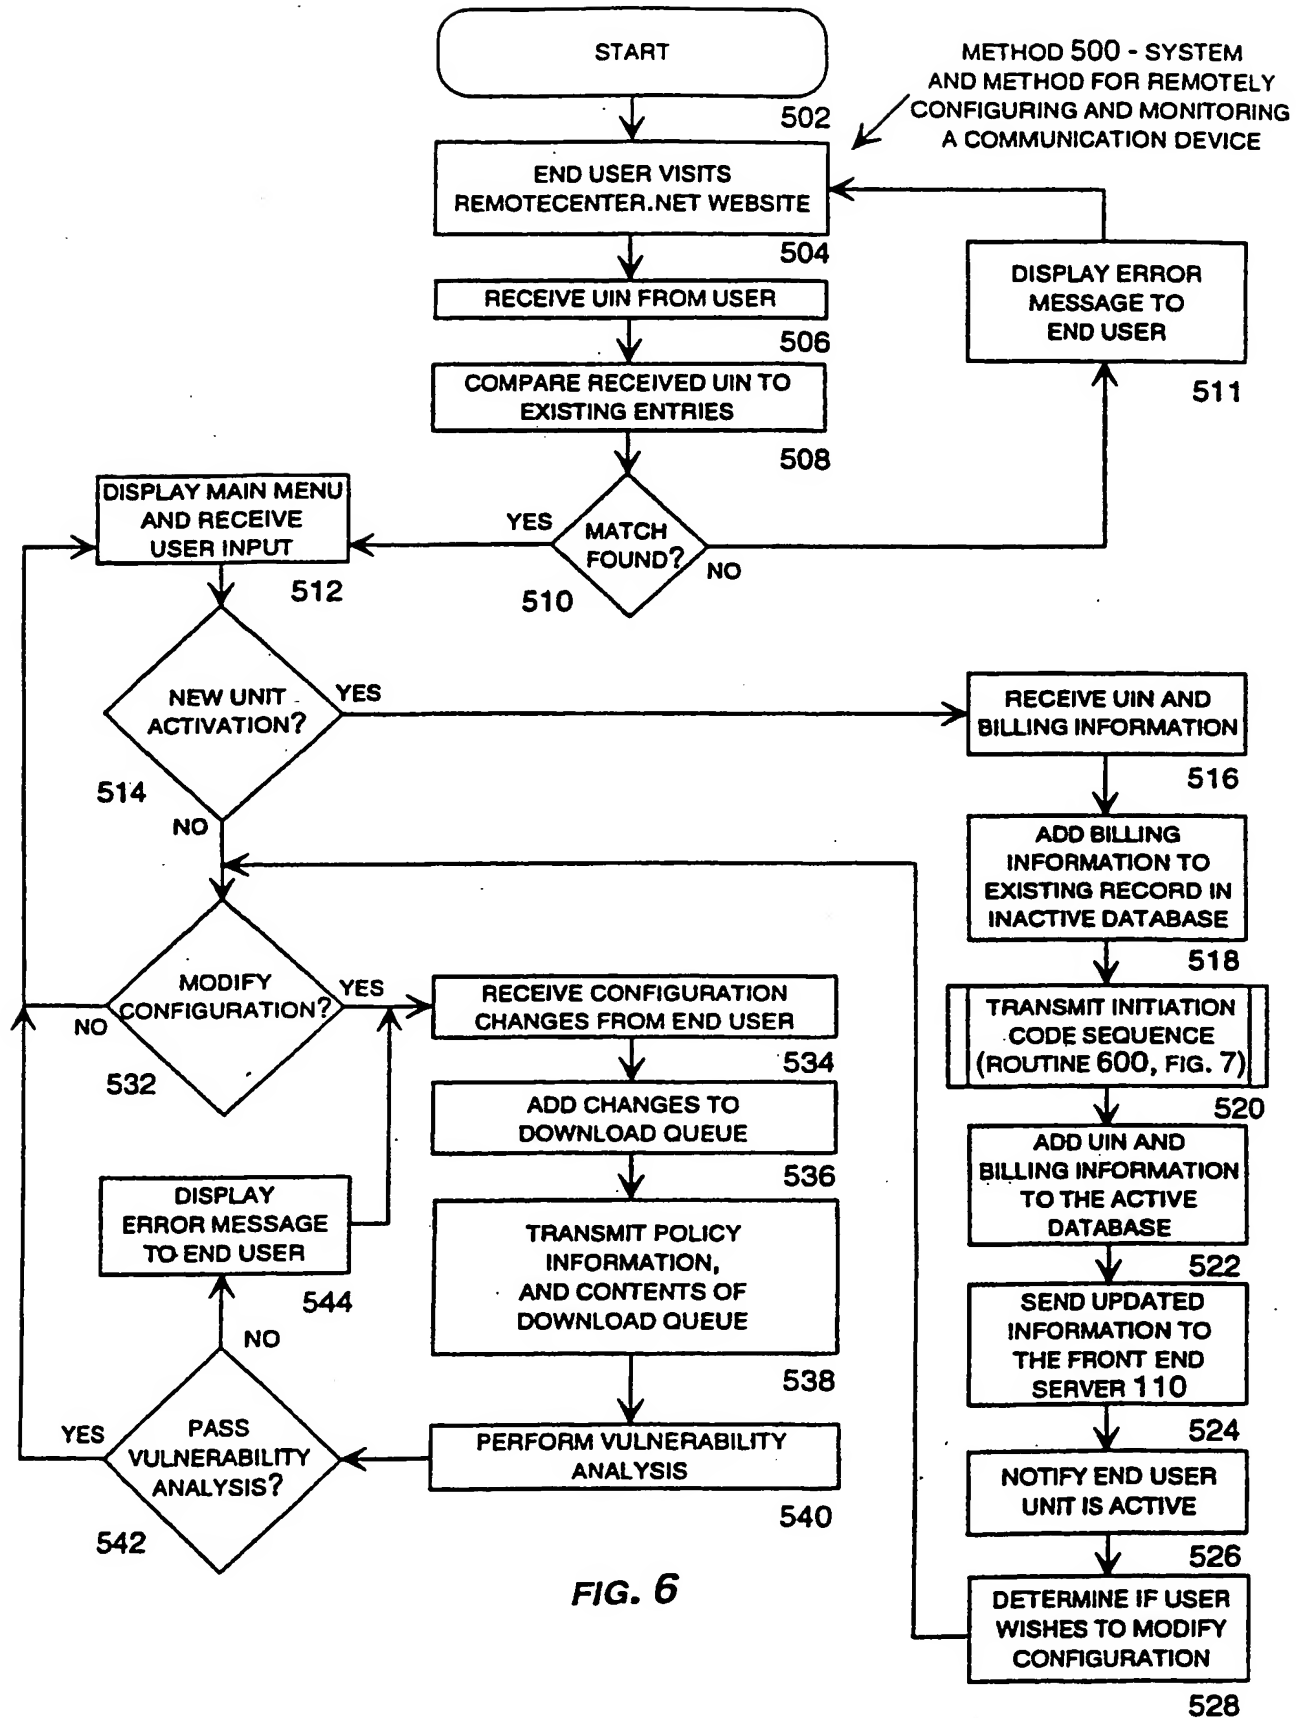 START
METHOD 500 - SYSTEM
AND METHOD FOR REMOTELY
CONFIGURING AND MONITORING
A COMMUNICATION DEVICE
502
END USER VISITS
REMOTECENTER.NET WEBSITE
504
RECEIVE UIN FROM USER
506
COMPARE RECEIVED UIN TO
EXISTING ENTRIES
508
DISPLAY ERROR
MESSAGE TO
END USER
511
MATCH
FOUND?
YES
NO
510
DISPLAY MAIN MENU
AND RECEIVE
USER INPUT
512
NEW UNIT
ACTIVATION?
YES
514
NO
RECEIVE UIN AND
BILLING INFORMATION
516
ADD BILLING
INFORMATION TO
EXISTING RECORD IN
INACTIVE DATABASE
518
TRANSMIT INITIATION
CODE SEQUENCE
(ROUTINE 600, FIG. 7)
520
ADD UIN AND
BILLING INFORMATION
TO THE ACTIVE
DATABASE
522
SEND UPDATED
INFORMATION TO
THE FRONT END
SERVER 110
524
NOTIFY END USER
UNIT IS ACTIVE
526
DETERMINE IF USER
WISHES TO MODIFY
CONFIGURATION
528
MODIFY
CONFIGURATION?
YES
NO
532
RECEIVE CONFIGURATION
CHANGES FROM END USER
534
ADD CHANGES TO
DOWNLOAD QUEUE
536
TRANSMIT POLICY
INFORMATION,
AND CONTENTS OF
DOWNLOAD QUEUE
538
PERFORM VULNERABILITY
ANALYSIS
540
DISPLAY
ERROR MESSAGE
TO END USER
544
NO
YES
PASS
VULNERABILITY
ANALYSIS?
542
FIG. 6